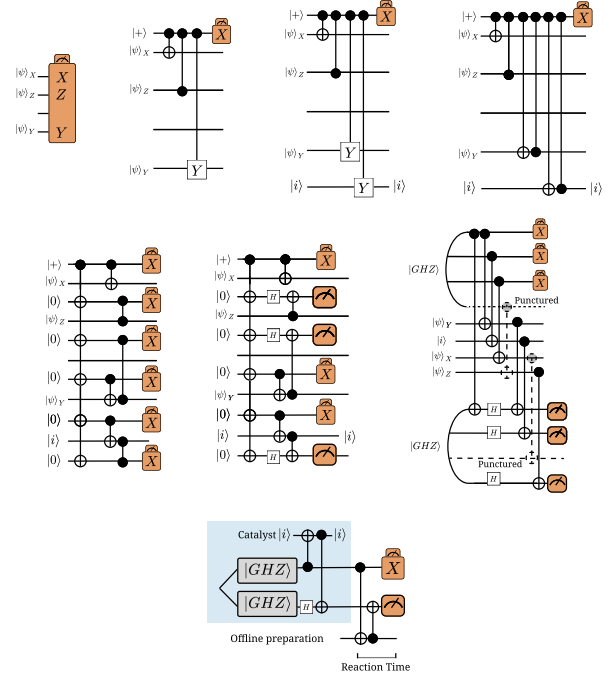 |ψ⟩X X
|ψ⟩Z Z
|ψ⟩Y Y
|+⟩ X
|ψ⟩X
|ψ⟩Z
|ψ⟩Y Y
|+⟩ X
|ψ⟩X
|ψ⟩Z
|ψ⟩Y Y
|i⟩ Y |i⟩
|+⟩ X
|ψ⟩X
|ψ⟩Z
|ψ⟩Y
|i⟩ |i⟩
|+⟩ X
|ψ⟩X
|0⟩ X
|ψ⟩Z
|0⟩ X
|0⟩ X
|ψ⟩Y
|0⟩ X
|i⟩
|0⟩ X
|+⟩ X
|ψ⟩X
|0⟩ H
|ψ⟩Z
|0⟩ H
|0⟩ X
|ψ⟩Y
|0⟩ X
|i⟩ |i⟩
|0⟩ H
X
X
|GHZ⟩
X
Punctured
|ψ⟩Y
|i⟩
|ψ⟩X
|ψ⟩Z
H
H
|GHZ⟩
Punctured
H
Catalyst |i⟩ |i⟩
|GHZ⟩ X
|GHZ⟩ H
Offline preparation
Reaction Time